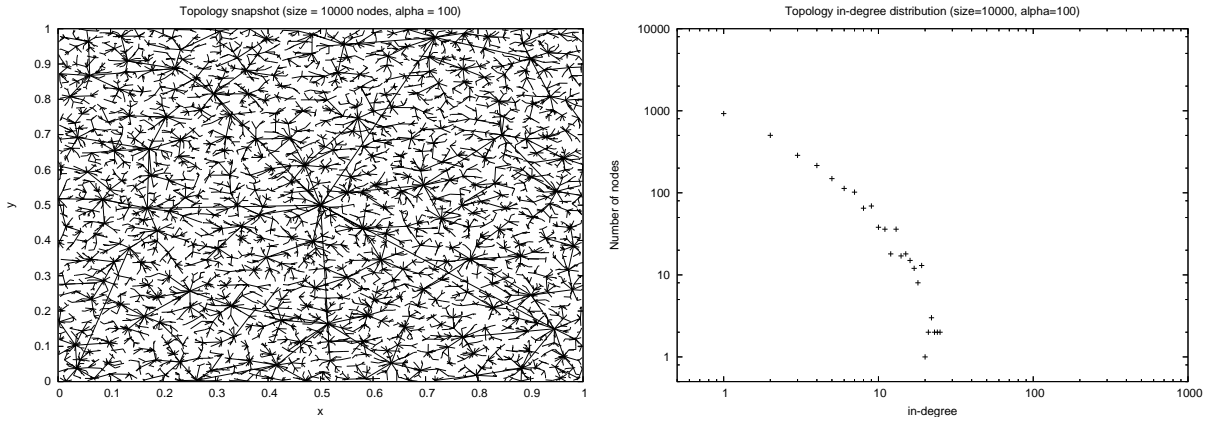 Topology snapshot (size = 10000 nodes, alpha = 100)
1
0.9
0.8
0.7
0.6
0.5
0.4
0.3
0.2
0.1
0
y
0 0.1 0.2 0.3 0.4 0.5 0.6 0.7 0.8 0.9 1
x
Topology in-degree distribution (size=10000, alpha=100)
10000
1000
100
10
1
Number of nodes
1 10 100 1000
in-degree